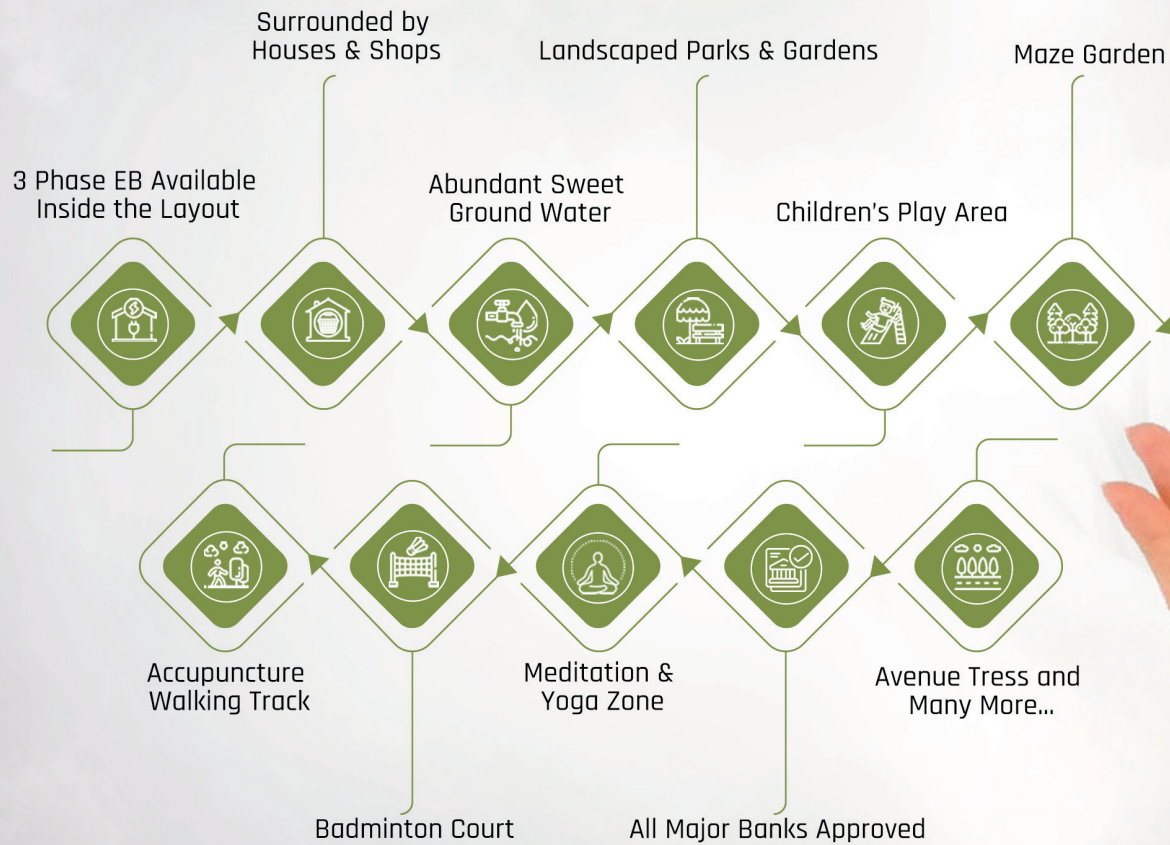 Surrounded by
Houses & Shops
Landscaped Parks & Gardens
Maze Garden
3 Phase EB Available
Inside the Layout
Abundant Sweet
Ground Water
Children's Play Area
Accupuncture
Walking Track
Meditation &
Yoga Zone
Avenue Tress and
Many More...
Badminton Court
All Major Banks Approved